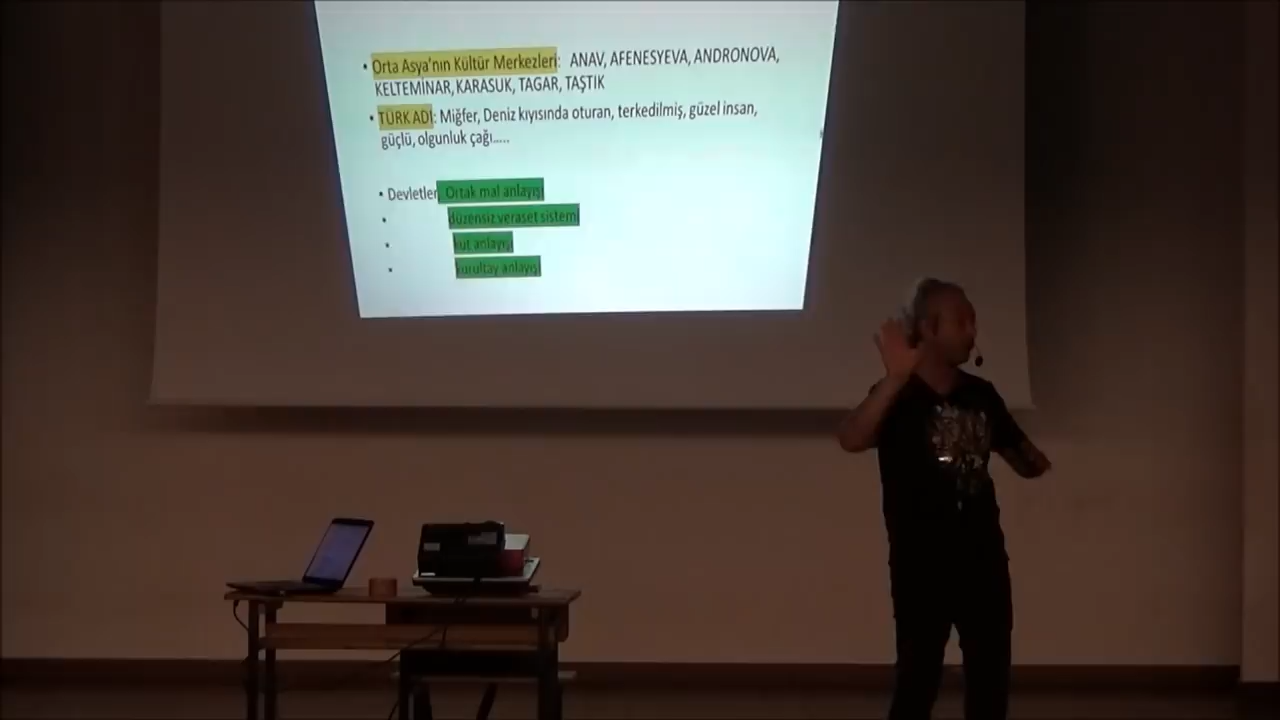 • Orta Asya'nın Kültür Merkezleri: ANAV, AFENESYEVA, ANDRONOVA,
KELTEMİNAR, KARASUK, TAGAR, TAŞTIK
• TÜRK ADI: Miğfer, Deniz kıyısında oturan, terkedilmiş, güzel insan,
güçlü, olgunluk çağı.....
• Devletler Ortak mal anlayışı
• düzensiz veraset sistemi
• kut anlayışı
• kurultay anlayışı